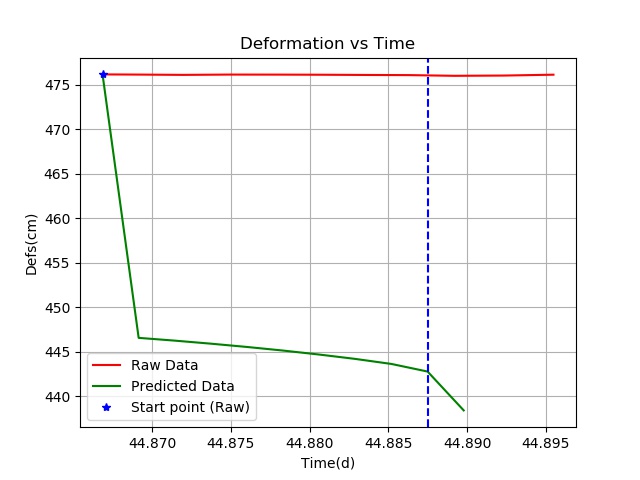 Deformation vs Time
Defs(cm)
475
470
465
460
455
450
445
440
Raw Data
Predicted Data
Start point (Raw)
44.870 44.875 44.880 44.885 44.890 44.895
Time(d)